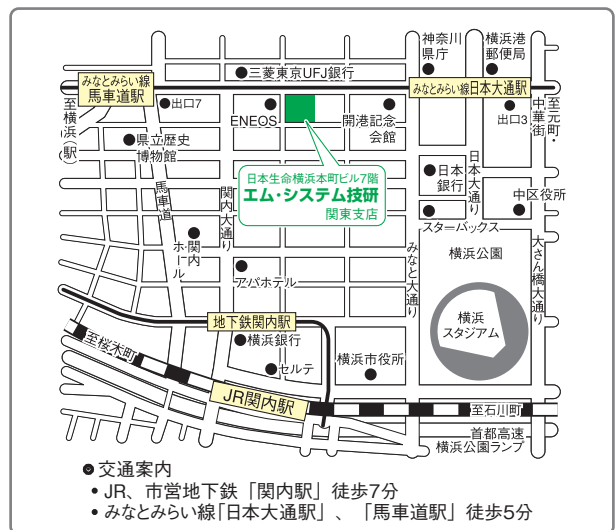 神奈川
県庁
横浜港
郵便局
三菱東京UFJ銀行
みなとみらい線
馬車道駅
みなとみらい線 日本大通駅
至横浜(駅)
出口7
ENEOS
開港記念
会館
出口3
至元町・
中華街
県立歴史
博物館
日本生命横浜本町ビル7階
エム・システム技研
関東支店
馬車道
関内大通り
日本
銀行
日本大通り
中区役所
スターバックス
関内
ホール
みなと大通り
横浜公園
大さん橋大通り
アパホテル
横浜
スタジアム
地下鉄関内駅
横浜銀行
至桜木町
セルテ
横浜市役所
JR関内駅
至石川町
首都高速
横浜公園ランプ
交通案内
• JR、市営地下鉄「関内駅」徒歩7分
• みなとみらい線「日本大通駅」、「馬車道駅」徒歩5分